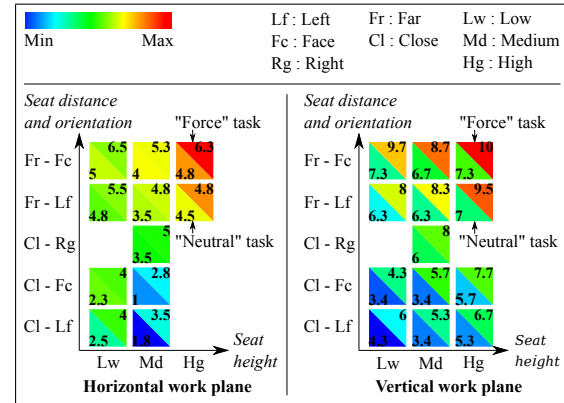 Min Max
Lf : Left Fr : Far Lw : Low
Fc : Face Cl : Close Md : Medium
Rg : Right Hg : High
Seat distance
and orientation
"Force" task
Fr - Fc
6.5 5.3 6.3
5 4 4.8
Fr - Lf
5.5 4.8 4.8
4.8 3.5 4.5
Cl - Rg
5
3.5
"Neutral" task
Cl - Fc
4 2.8
2.3 1
Cl - Lf
4 3.5
2.5 1.8
Lw Md Hg
Seat
height
Horizontal work plane
Seat distance
and orientation
"Force" task
Fr - Fc
9.7 8.7 10
7.3 6.7 7.3
Fr - Lf
8 8.3 9.5
6.3 6.3 7
Cl - Rg
8
6
"Neutral" task
Cl - Fc
4.3 5.7 7.7
3.4 3.4 5.7
Cl - Lf
6 5.3 6.7
4.3 3.4 5.3
Lw Md Hg
Seat
height
Vertical work plane